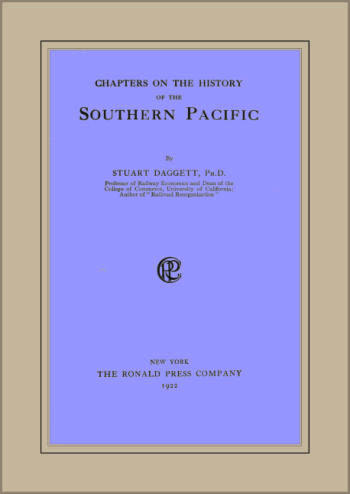 CHAPTERS ON THE HISTORY
OF THE
SOUTHERN PACIFIC
By
STUART DAGGETT, PH.D.
Professor of Railway Economics and Dean of the
College of Commerce, University of California;
Author of "Railroad Reorganization"
NEW YORK
THE RONALD PRESS COMPANY
1922